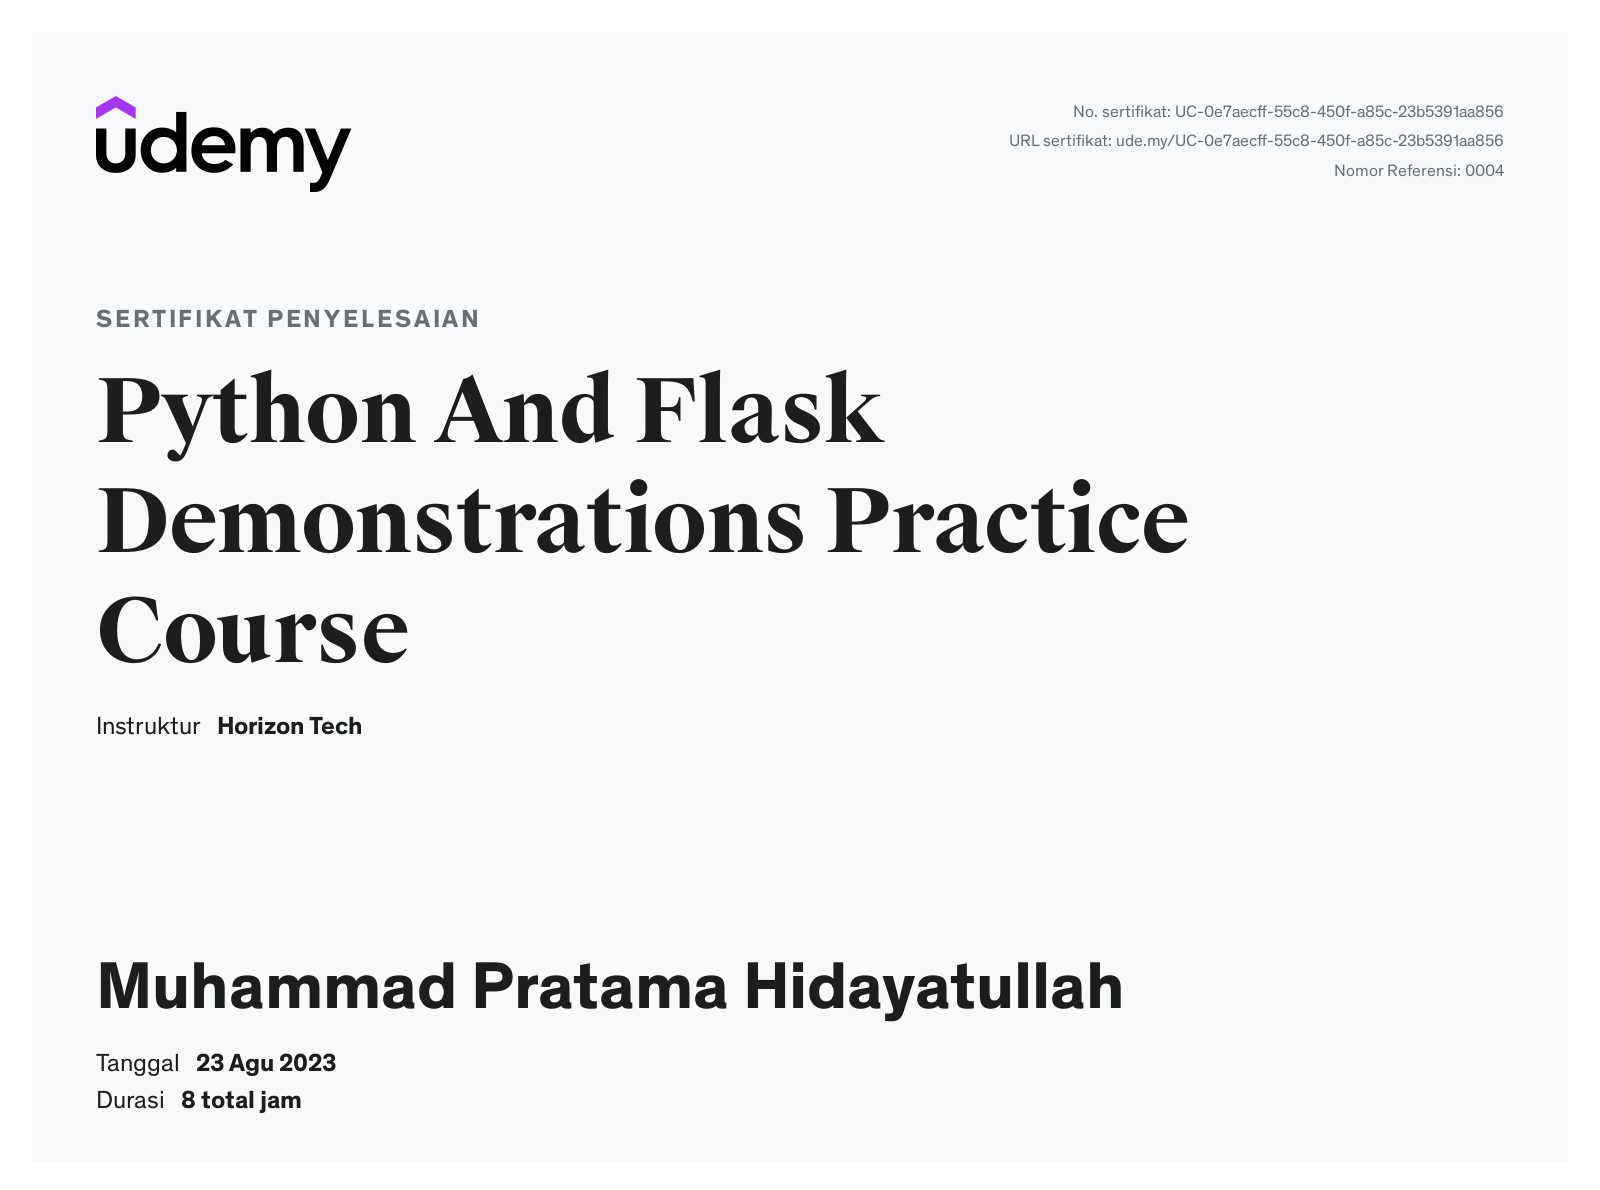 udemy
No. sertifikat: UC-0e7aecff-55c8-450f-a85c-23b5391aa856
URL sertifikat: ude.my/UC-0e7aecff-55c8-450f-a85c-23b5391aa856
Nomor Referensi: 0004
SERTIFIKAT PENYELESAIAN
Python And Flask
Demonstrations Practice
Course
Instruktur Horizon Tech
Muhammad Pratama Hidayatullah
Tanggal 23 Agu 2023
Durasi 8 total jam